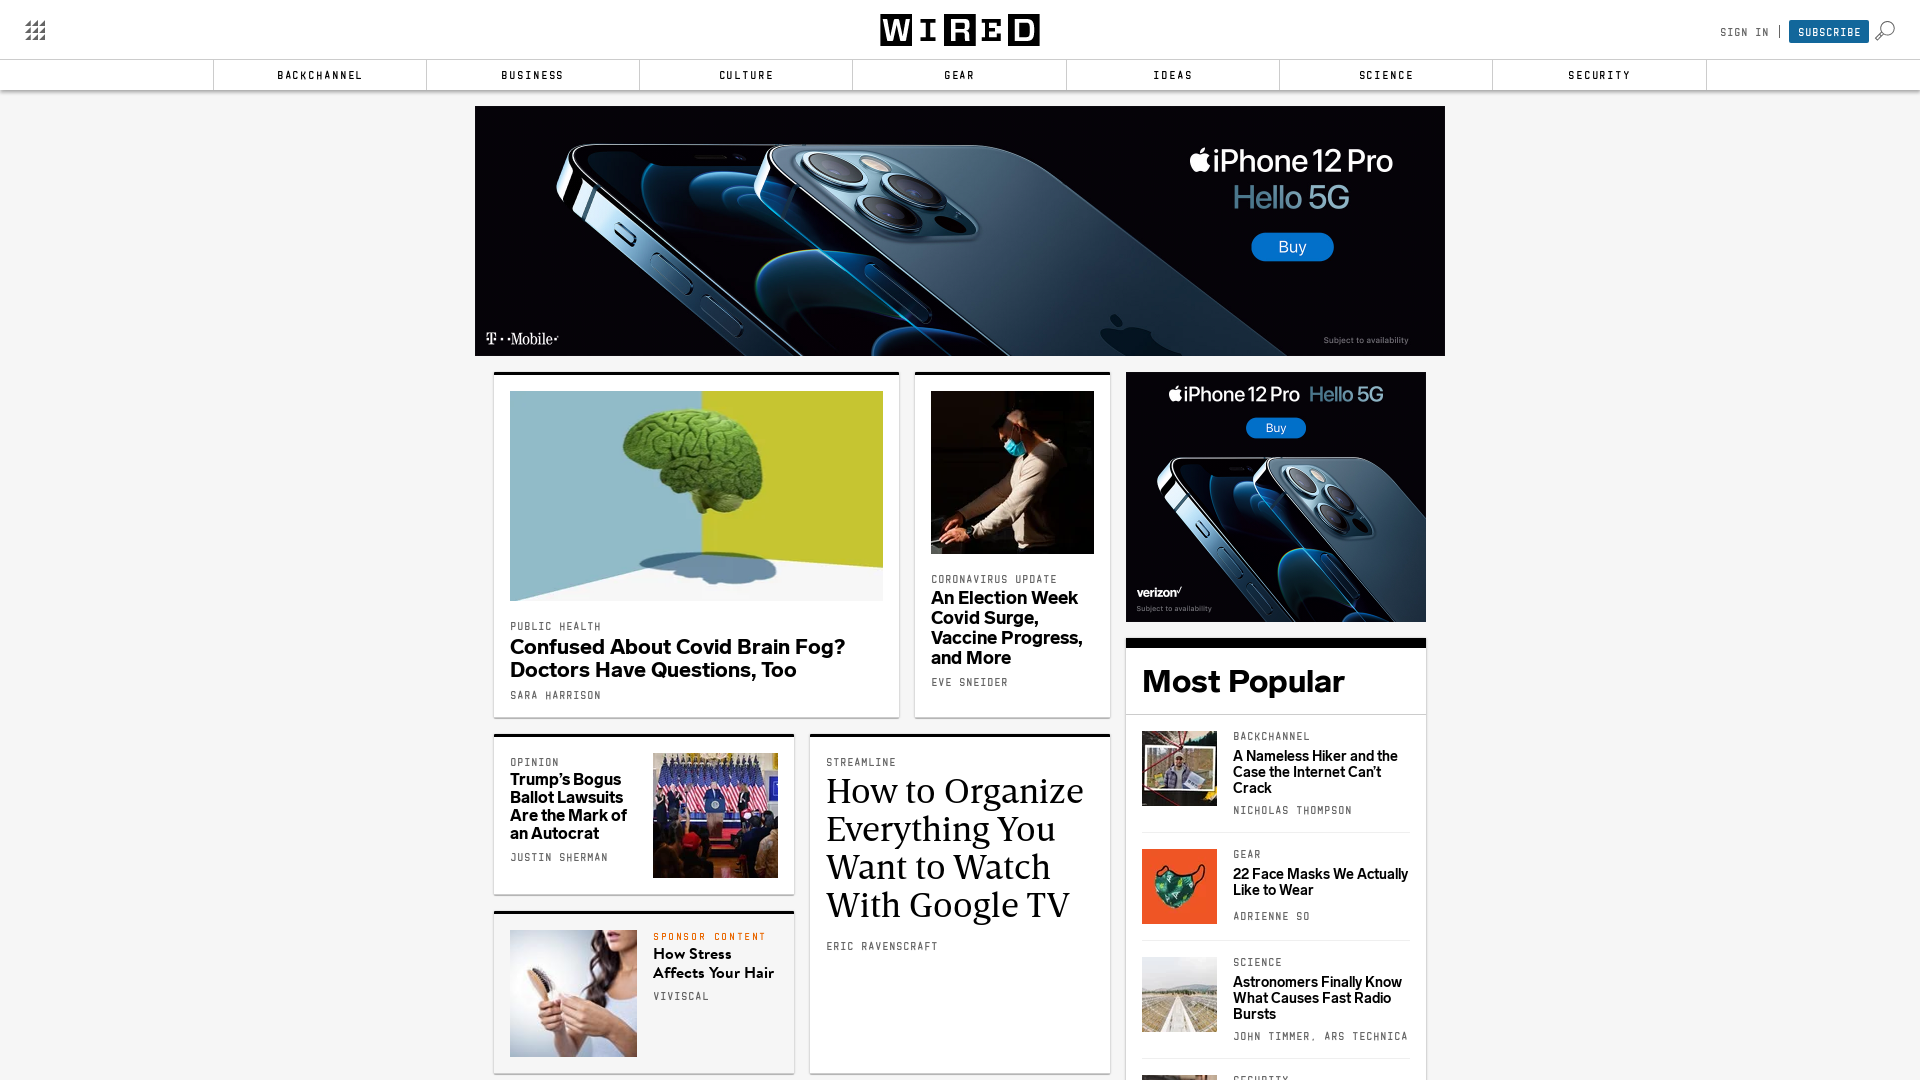 WIRED
SIGN IN
SUBSCRIBE
BACKCHANNEL
BUSINESS
CULTURE
GEAR
IDEAS
SCIENCE
SECURITY
iPhone 12 Pro
Hello 5G
Buy
T··Mobile·
Subject to availability
PUBLIC HEALTH
Confused About Covid Brain Fog?
Doctors Have Questions, Too
SARA HARRISON
CORONAVIRUS UPDATE
An Election Week
Covid Surge,
Vaccine Progress,
and More
EVE SNEIDER
iPhone 12 Pro Hello 5G
Buy
verizon✓
Subject to availability
OPINION
Trump’s Bogus
Ballot Lawsuits
Are the Mark of
an Autocrat
JUSTIN SHERMAN
STREAMLINE
How to Organize
Everything You
Want to Watch
With Google TV
ERIC RAVENSCRAFT
SPONSOR CONTENT
How Stress
Affects Your Hair
VIVISCAL
Most Popular
BACKCHANNEL
A Nameless Hiker and the
Case the Internet Can’t
Crack
NICHOLAS THOMPSON
GEAR
22 Face Masks We Actually
Like to Wear
ADRIENNE SO
SCIENCE
Astronomers Finally Know
What Causes Fast Radio
Bursts
JOHN TIMMER, ARS TECHNICA
SECURITY